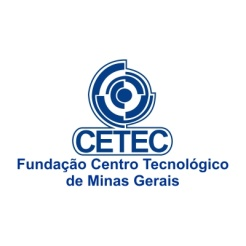 CETEC
Fundação Centro Tecnológico
de Minas Gerais